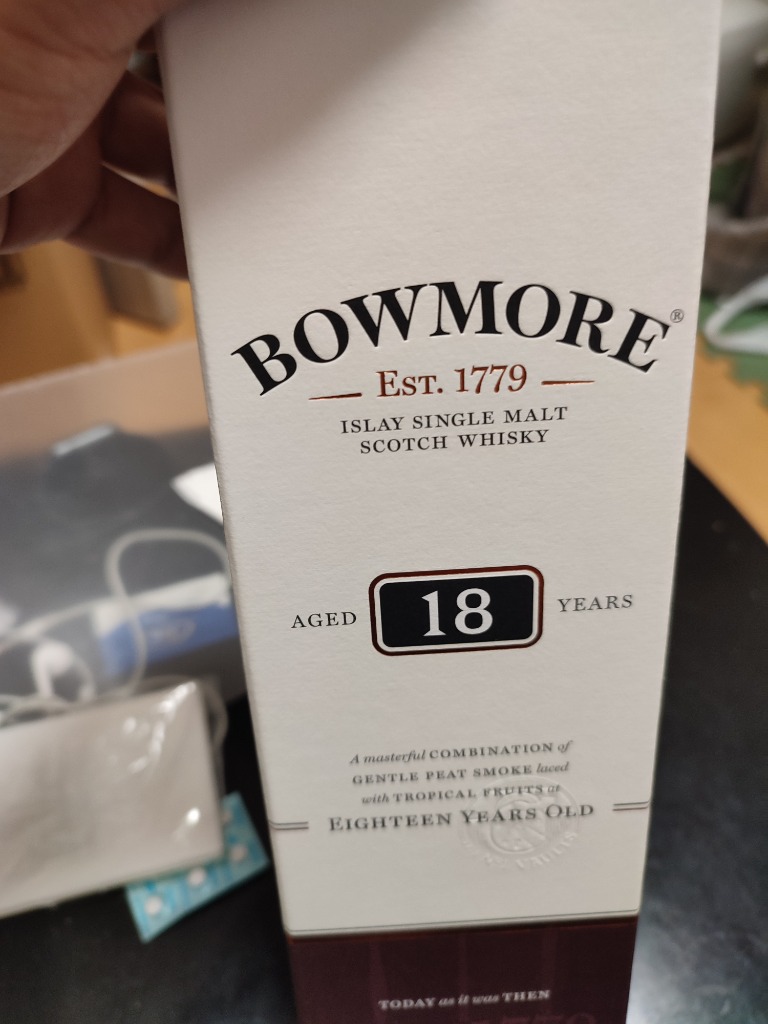 BOWMORE®
EST. 1779
ISLAY SINGLE MALT
SCOTCH WHISKY
AGED 18 YEARS
A masterful COMBINATION of
GENTLE PEAT SMOKE laced
with TROPICAL FRUITS at
EIGHTEEN YEARS OLD
TODAY as it was THEN